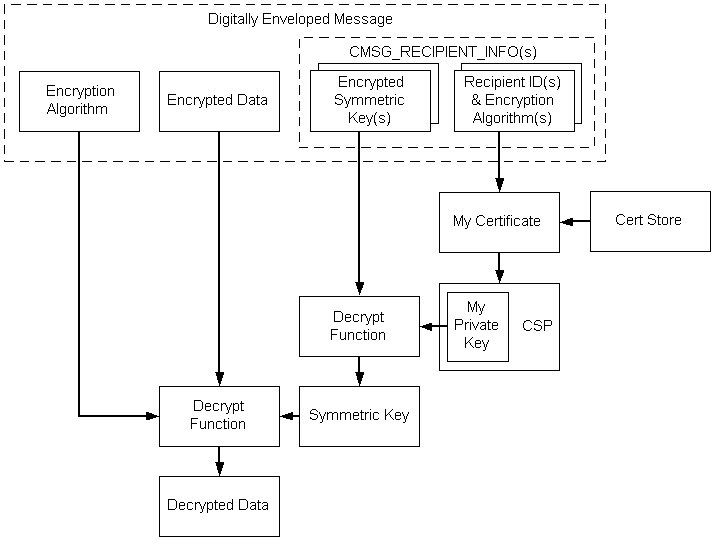 Digitally Enveloped Message
CMSG_RECIPIENT_INFO(s)
Encryption
Algorithm
Encrypted Data
Encrypted
Symmetric
Key(s)
Recipient ID(s)
& Encryption
Algorithm(s)
My Certificate
Cert Store
Decrypt
Function
My
Private
Key
CSP
Decrypt
Function
Symmetric Key
Decrypted Data